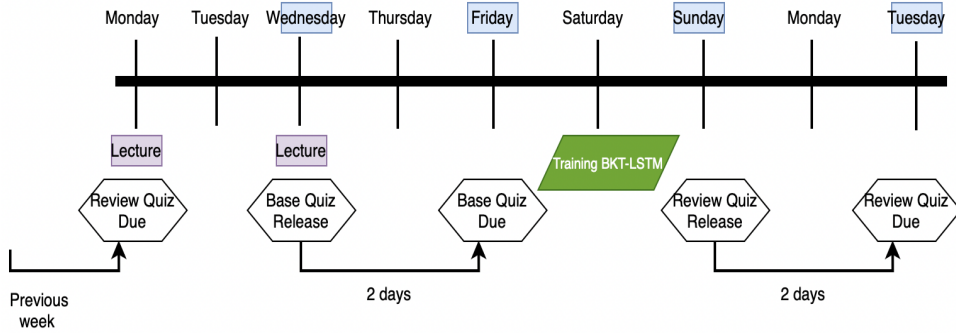 Monday Tuesday Wednesday Thursday Friday Saturday Sunday Monday Tuesday
Lecture Lecture
Training BKT-LSTM
Review Quiz
Due
Base Quiz
Release
Base Quiz
Due
Review Quiz
Release
Review Quiz
Due
Previous
week
2 days
2 days